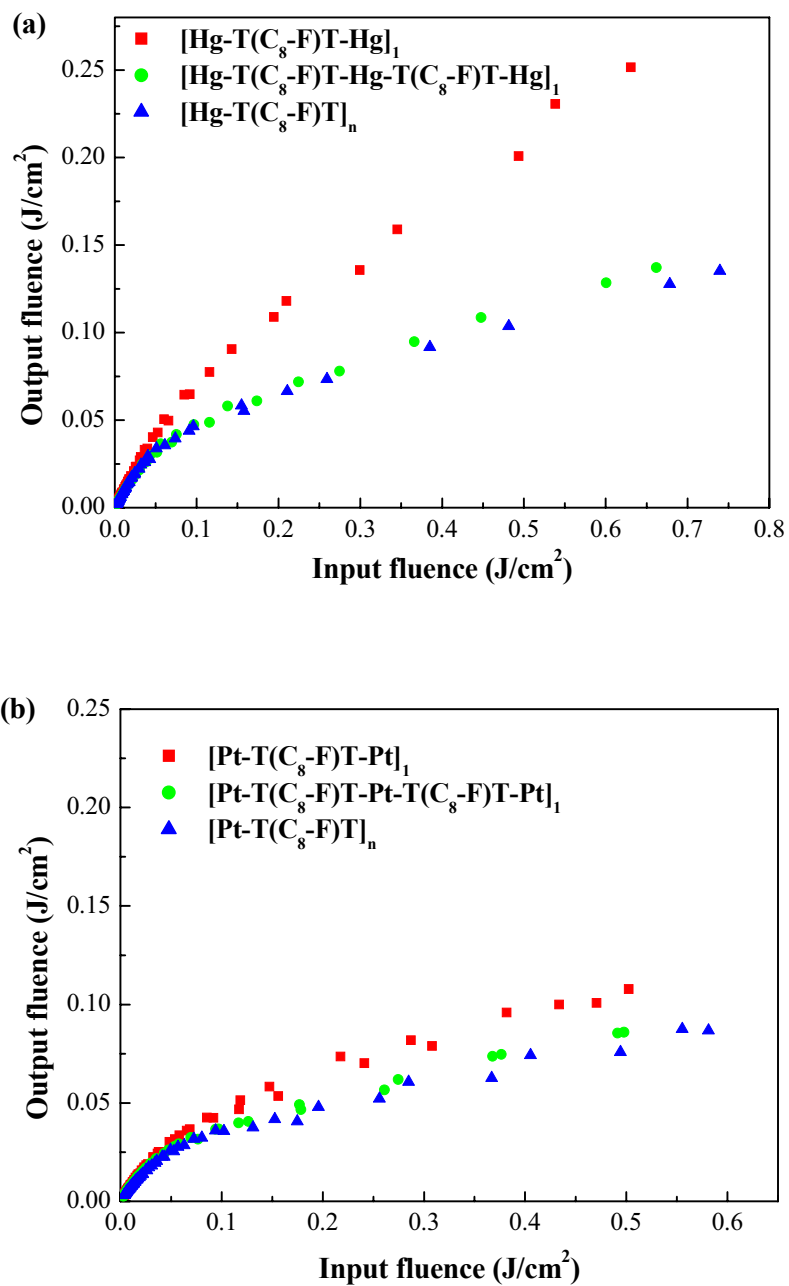 (a)
[Hg-T(C₈-F)T-Hg]₁
[Hg-T(C₈-F)T-Hg-T(C₈-F)T-Hg]₁
[Hg-T(C₈-F)T]ₙ
0.25
0.20
0.15
0.10
0.05
0.00
Output fluence (J/cm²)
0.0 0.1 0.2 0.3 0.4 0.5 0.6 0.7 0.8
Input fluence (J/cm²)
(b)
[Pt-T(C₈-F)T-Pt]₁
[Pt-T(C₈-F)T-Pt-T(C₈-F)T-Pt]₁
[Pt-T(C₈-F)T]ₙ
0.25
0.20
0.15
0.10
0.05
0.00
Output fluence (J/cm²)
0.0 0.1 0.2 0.3 0.4 0.5 0.6
Input fluence (J/cm²)